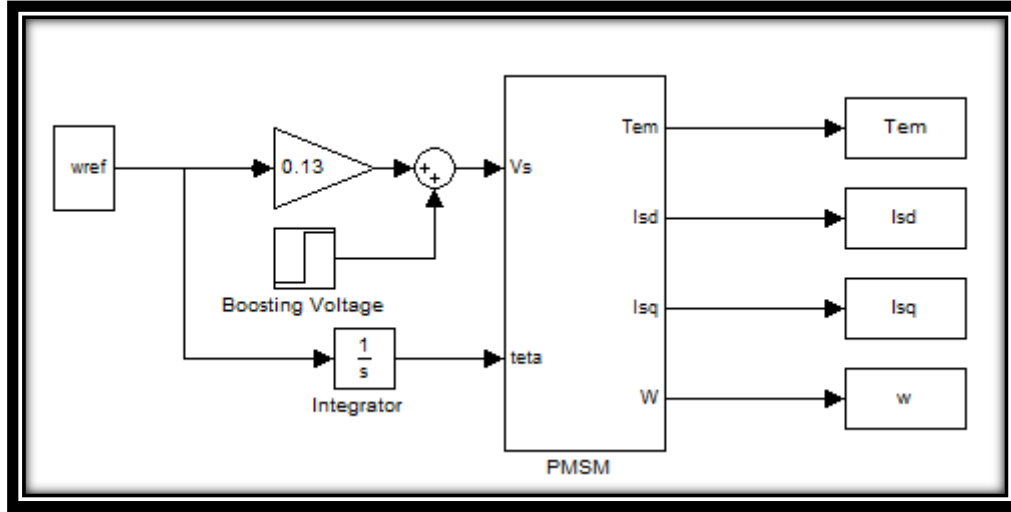 wref
0.13
+
+
Boosting Voltage
1
s
Integrator
Vs
teta
Tem
Isd
Isq
W
PMSM
Tem
Isd
Isq
w